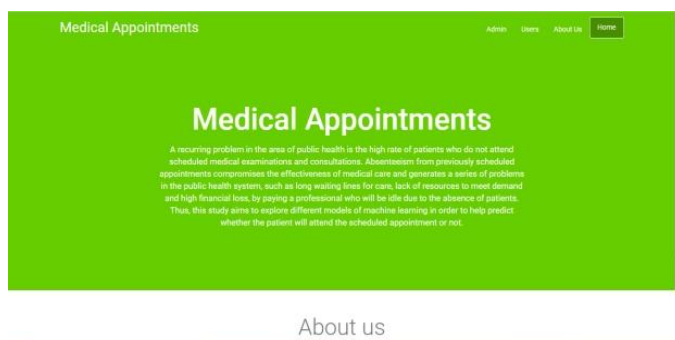 Medical Appointments
Admin Users About Us Home
Medical Appointments
A recurring problem in the area of public health is the high rate of patients who do not attend
scheduled medical examinations and consultations. Absenteeism from previously scheduled
appointments compromises the effectiveness of medical care and generates a series of problems
in the public health system, such as long waiting lines for care, lack of resources to meet demand
and high financial loss, by paying a professional who will be idle due to the absence of patients.
Thus, this study aims to explore different models of machine learning in order to help predict
whether the patient will attend the scheduled appointment or not.
About us